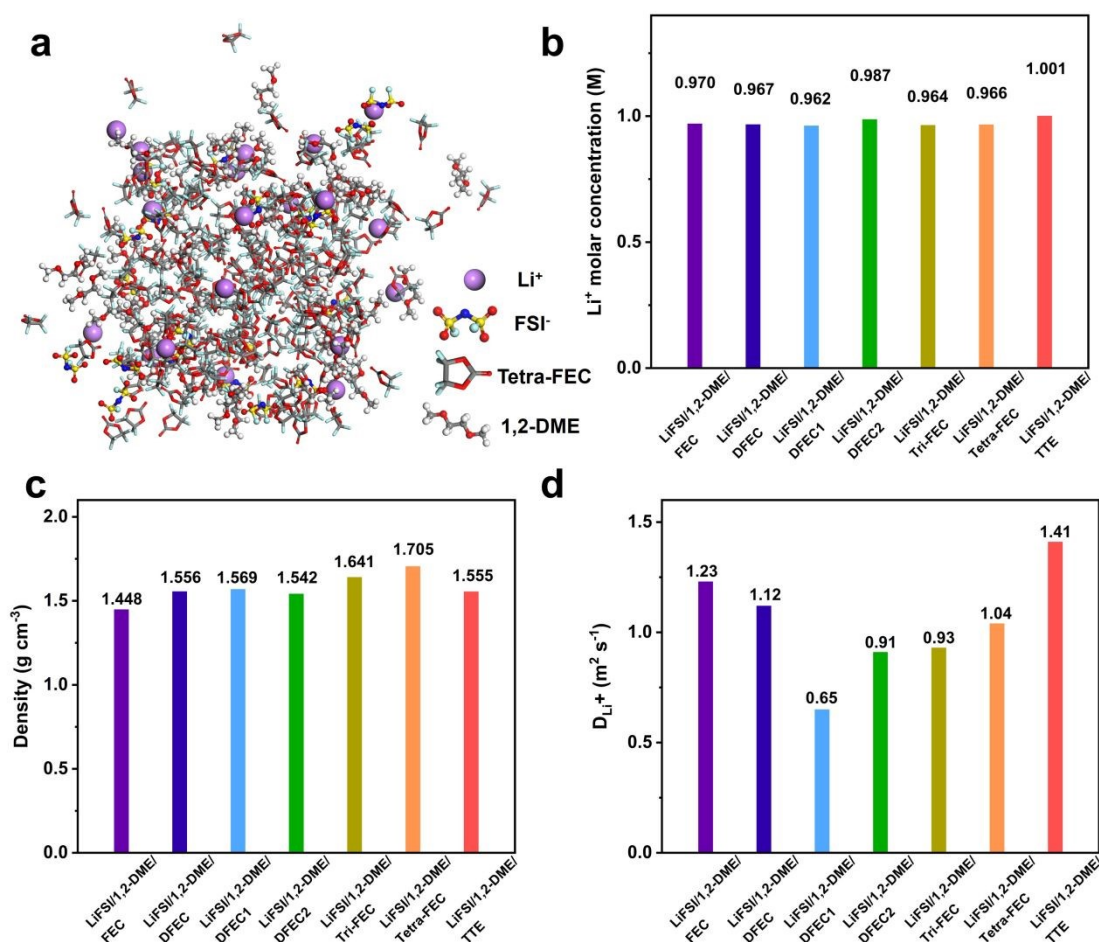 a
Li⁺
FSI⁻
Tetra-FEC
1,2-DME
b
Li⁺ molar concentration (M)
1.0
0.5
0.0
0.970
0.967
0.962
0.987
0.964
0.966
1.001
LiFSI/1,2-DME/
FEC
LiFSI/1,2-DME/
DFEC
LiFSI/1,2-DME/
DFEC1
LiFSI/1,2-DME/
DFEC2
LiFSI/1,2-DME/
Tri-FEC
LiFSI/1,2-DME/
Tetra-FEC
LiFSI/1,2-DME/
TTE
c
Density (g cm⁻³)
2.0
1.5
1.0
0.5
0.0
1.448
1.556
1.569
1.542
1.641
1.705
1.555
LiFSI/1,2-DME/
FEC
LiFSI/1,2-DME/
DFEC
LiFSI/1,2-DME/
DFEC1
LiFSI/1,2-DME/
DFEC2
LiFSI/1,2-DME/
Tri-FEC
LiFSI/1,2-DME/
Tetra-FEC
LiFSI/1,2-DME/
TTE
d
D_Li+ (m² s⁻¹)
1.5
1.0
0.5
0.0
1.23
1.12
0.65
0.91
0.93
1.04
1.41
LiFSI/1,2-DME/
FEC
LiFSI/1,2-DME/
DFEC
LiFSI/1,2-DME/
DFEC1
LiFSI/1,2-DME/
DFEC2
LiFSI/1,2-DME/
Tri-FEC
LiFSI/1,2-DME/
Tetra-FEC
LiFSI/1,2-DME/
TTE